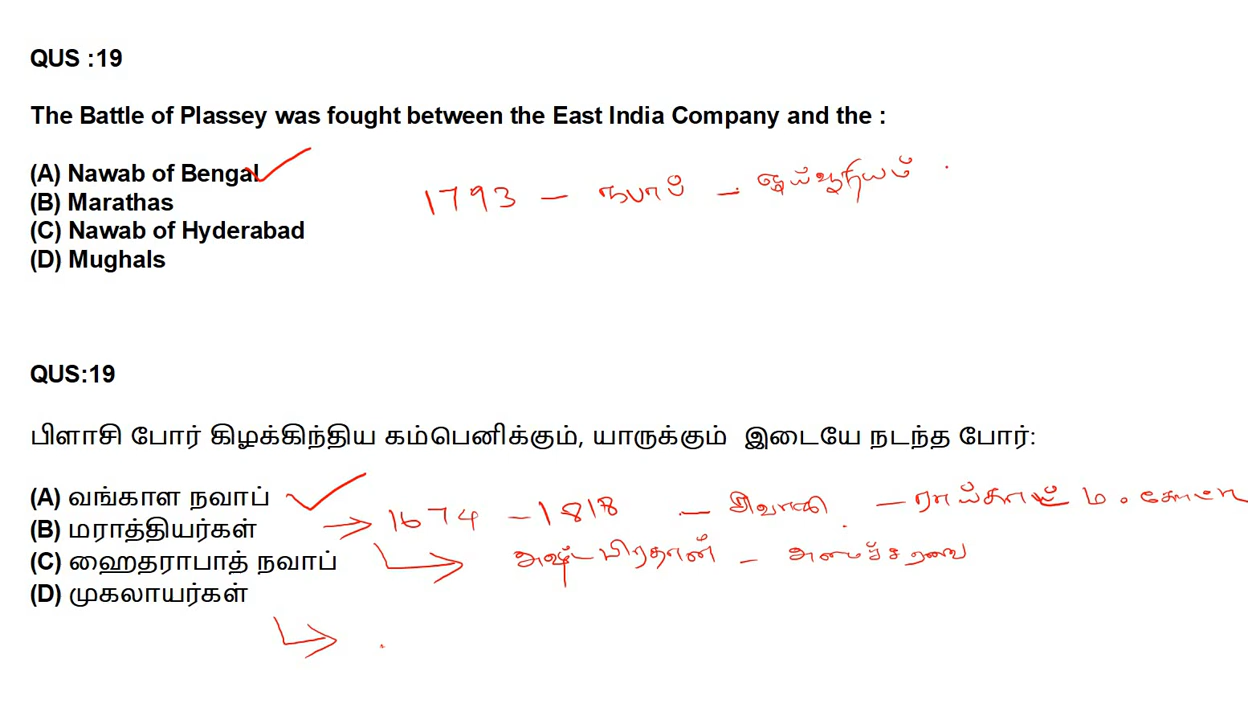 QUS :19
The Battle of Plassey was fought between the East India Company and the :
(A) Nawab of Bengal
(B) Marathas
1793 - நபாப் -
(C) Nawab of Hyderabad
(D) Mughals
QUS:19
பிளாசி போர் கிழக்கிந்திய கம்பெனிக்கும், யாருக்கும் இடையே நடந்த போர்:
(A) வங்காள நவாப்
(B) மராத்தியர்கள்
1674 - 1818 - சிவாஜி -
(C) ஹைதராபாத் நவாப்
அஷ்டபிரதான் - அமைச்சரவை
(D) முகலாயர்கள்